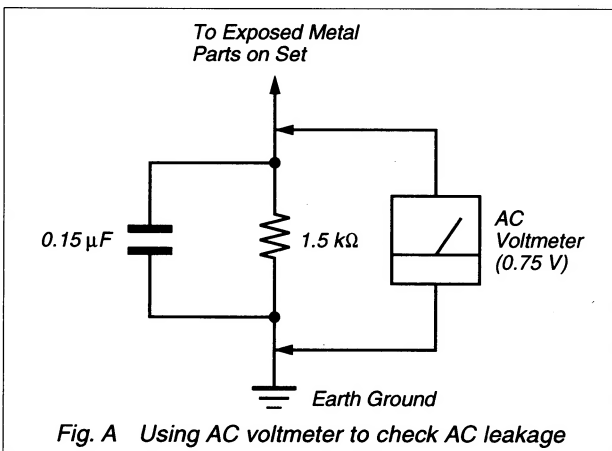 To Exposed Metal
Parts on Set
0.15 µF
1.5 kΩ
AC
Voltmeter
(0.75 V)
Earth Ground
Fig. A Using AC voltmeter to check AC leakage